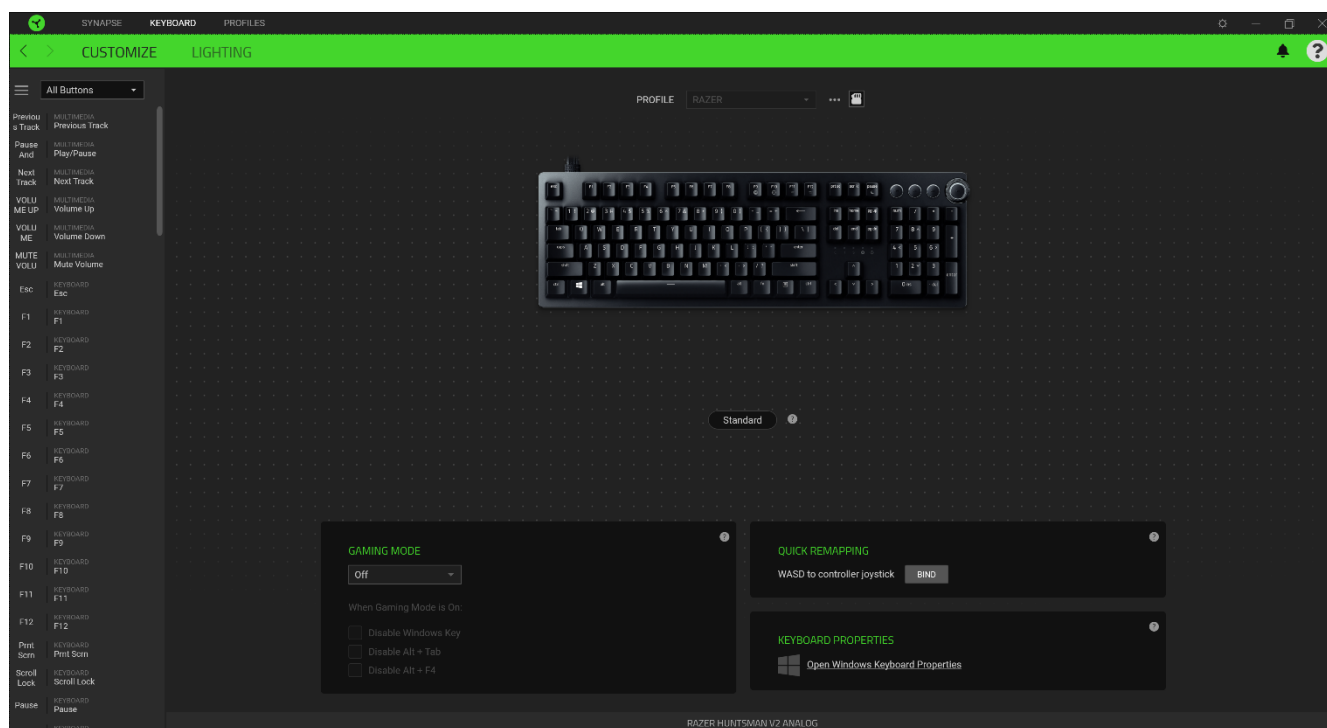 SYNAPSE KEYBOARD PROFILES
CUSTOMIZE LIGHTING
All Buttons
PROFILE RAZER
Previou
s Track
MULTIMEDIA
Previous Track
Pause
And
MULTIMEDIA
Play/Pause
Next
Track
MULTIMEDIA
Next Track
VOLU
ME UP
MULTIMEDIA
Volume Up
VOLU
ME
MULTIMEDIA
Volume Down
MUTE
VOLU
MULTIMEDIA
Mute Volume
Esc
KEYBOARD
Esc
F1
KEYBOARD
F1
F2
KEYBOARD
F2
F3
KEYBOARD
F3
F4
KEYBOARD
F4
F5
KEYBOARD
F5
F6
KEYBOARD
F6
F7
KEYBOARD
F7
F8
KEYBOARD
F8
F9
KEYBOARD
F9
F10
KEYBOARD
F10
F11
KEYBOARD
F11
F12
KEYBOARD
F12
Prnt
Scrn
KEYBOARD
Prnt Scrn
Scroll
Lock
KEYBOARD
Scroll Lock
Pause
KEYBOARD
Pause
Standard
GAMING MODE
Off
When Gaming Mode is On:
Disable Windows Key
Disable Alt + Tab
Disable Alt + F4
QUICK REMAPPING
WASD to controller joystick BIND
KEYBOARD PROPERTIES
Open Windows Keyboard Properties
RAZER HUNTSMAN V2 ANALOG